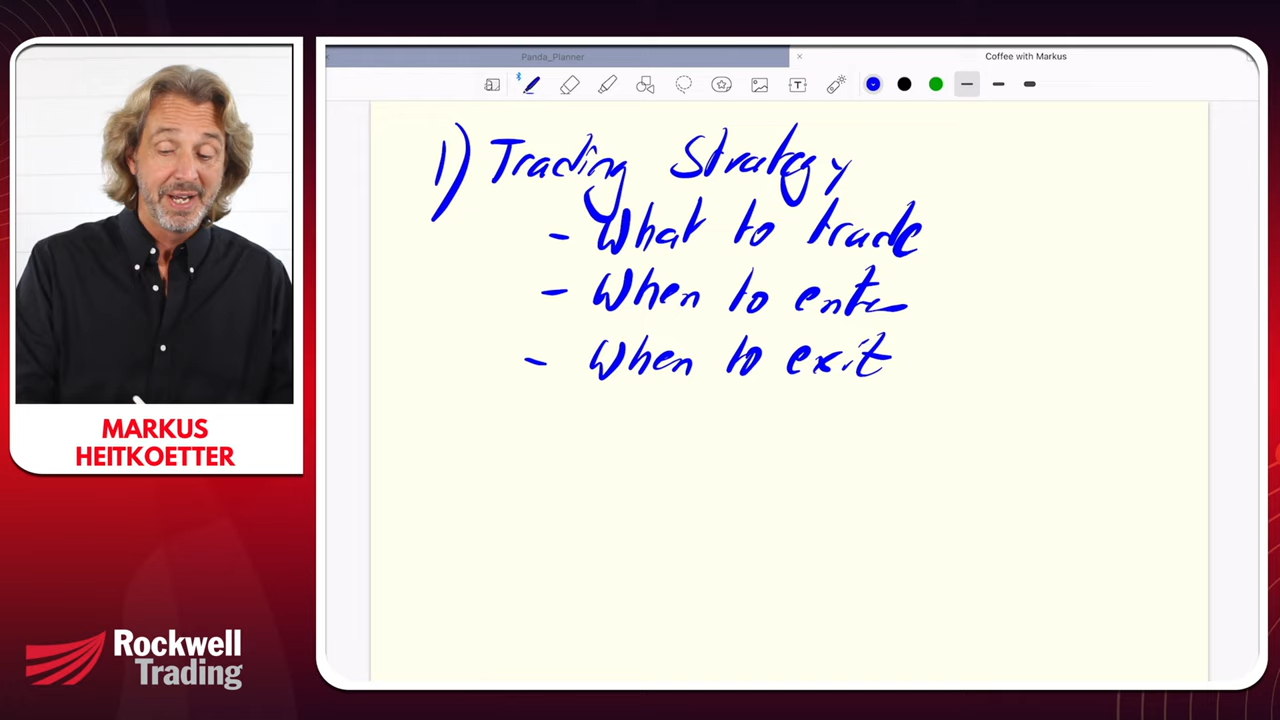 Panda_Planner
Coffee with Markus
1) Trading Strategy
- What to trade
- When to enter
- When to exit
MARKUS
HEITKOETTER
Rockwell
Trading